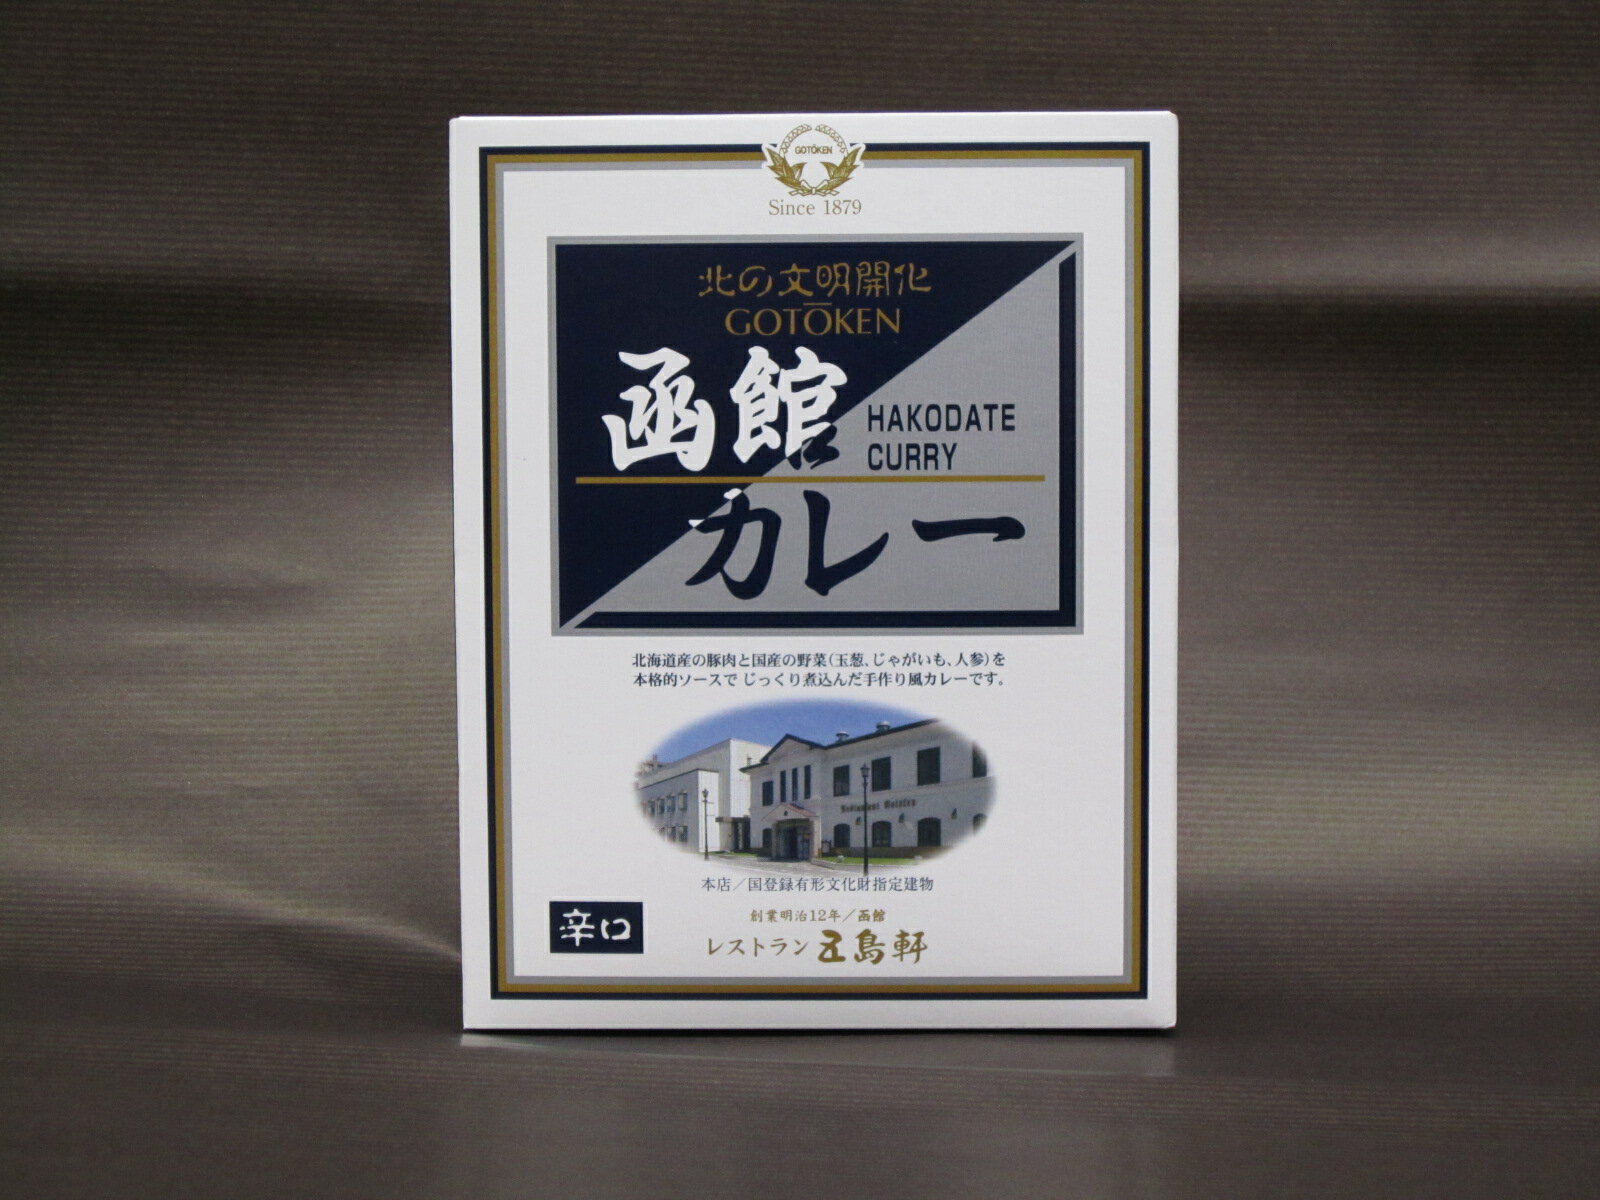 GOTŌKEN
Since 1879
北の文明開化
GOTŌKEN
函館
HAKODATE
CURRY
カレー
北海道産の豚肉と国産の野菜(玉葱、じゃがいも、人参)を
本格的ソースで じっくり煮込んだ手作り風カレーです。
本店/国登録有形文化財指定建物
創業明治12年/函館
レストラン 五島軒
辛口